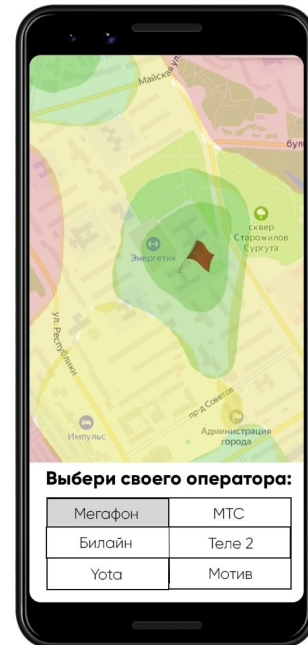 Майская ул.
бул
сквер
Старожилов
Сургута
Энергетик
ул. Республики
пр-д Советов
Импульс
Администрация
города
Выбери своего оператора:
Мегафон
МТС
Билайн
Теле 2
Yota
Мотив